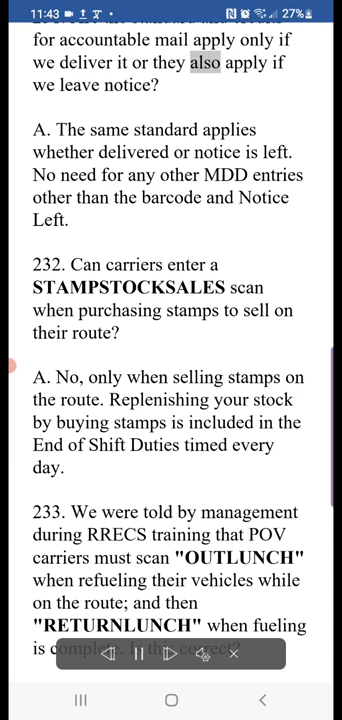 11:43
27%
for accountable mail apply only if
we deliver it or they also apply if
we leave notice?
A. The same standard applies
whether delivered or notice is left.
No need for any other MDD entries
other than the barcode and Notice
Left.
232. Can carriers enter a
STAMPSTOCKSALES scan
when purchasing stamps to sell on
their route?
A. No, only when selling stamps on
the route. Replenishing your stock
by buying stamps is included in the
End of Shift Duties timed every
day.
233. We were told by management
during RRECS training that POV
carriers must scan "OUTLUNCH"
when refueling their vehicles while
on the route; and then
"RETURNLUNCH" when fueling
is complete. Is this correct?